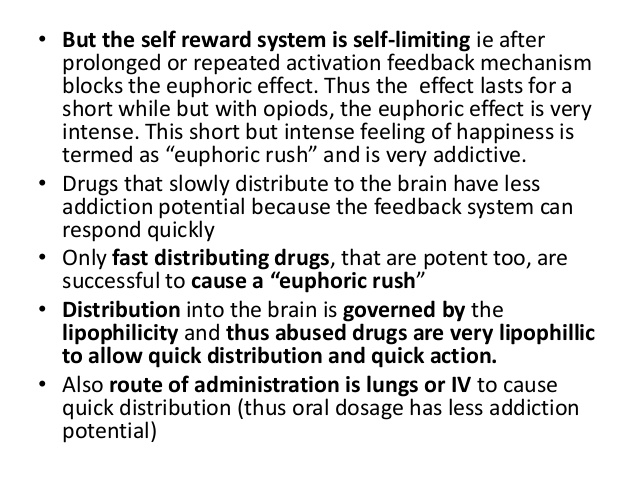 • But the self reward system is self-limiting ie after
prolonged or repeated activation feedback mechanism
blocks the euphoric effect. Thus the  effect lasts for a
short while but with opiods, the euphoric effect is very
intense. This short but intense feeling of happiness is
termed as “euphoric rush” and is very addictive.
• Drugs that slowly distribute to the brain have less
addiction potential because the feedback system can
respond quickly
• Only fast distributing drugs, that are potent too, are
successful to cause a “euphoric rush”
• Distribution into the brain is governed by the
lipophilicity and thus abused drugs are very lipophillic
to allow quick distribution and quick action.
• Also route of administration is lungs or IV to cause
quick distribution (thus oral dosage has less addiction
potential)